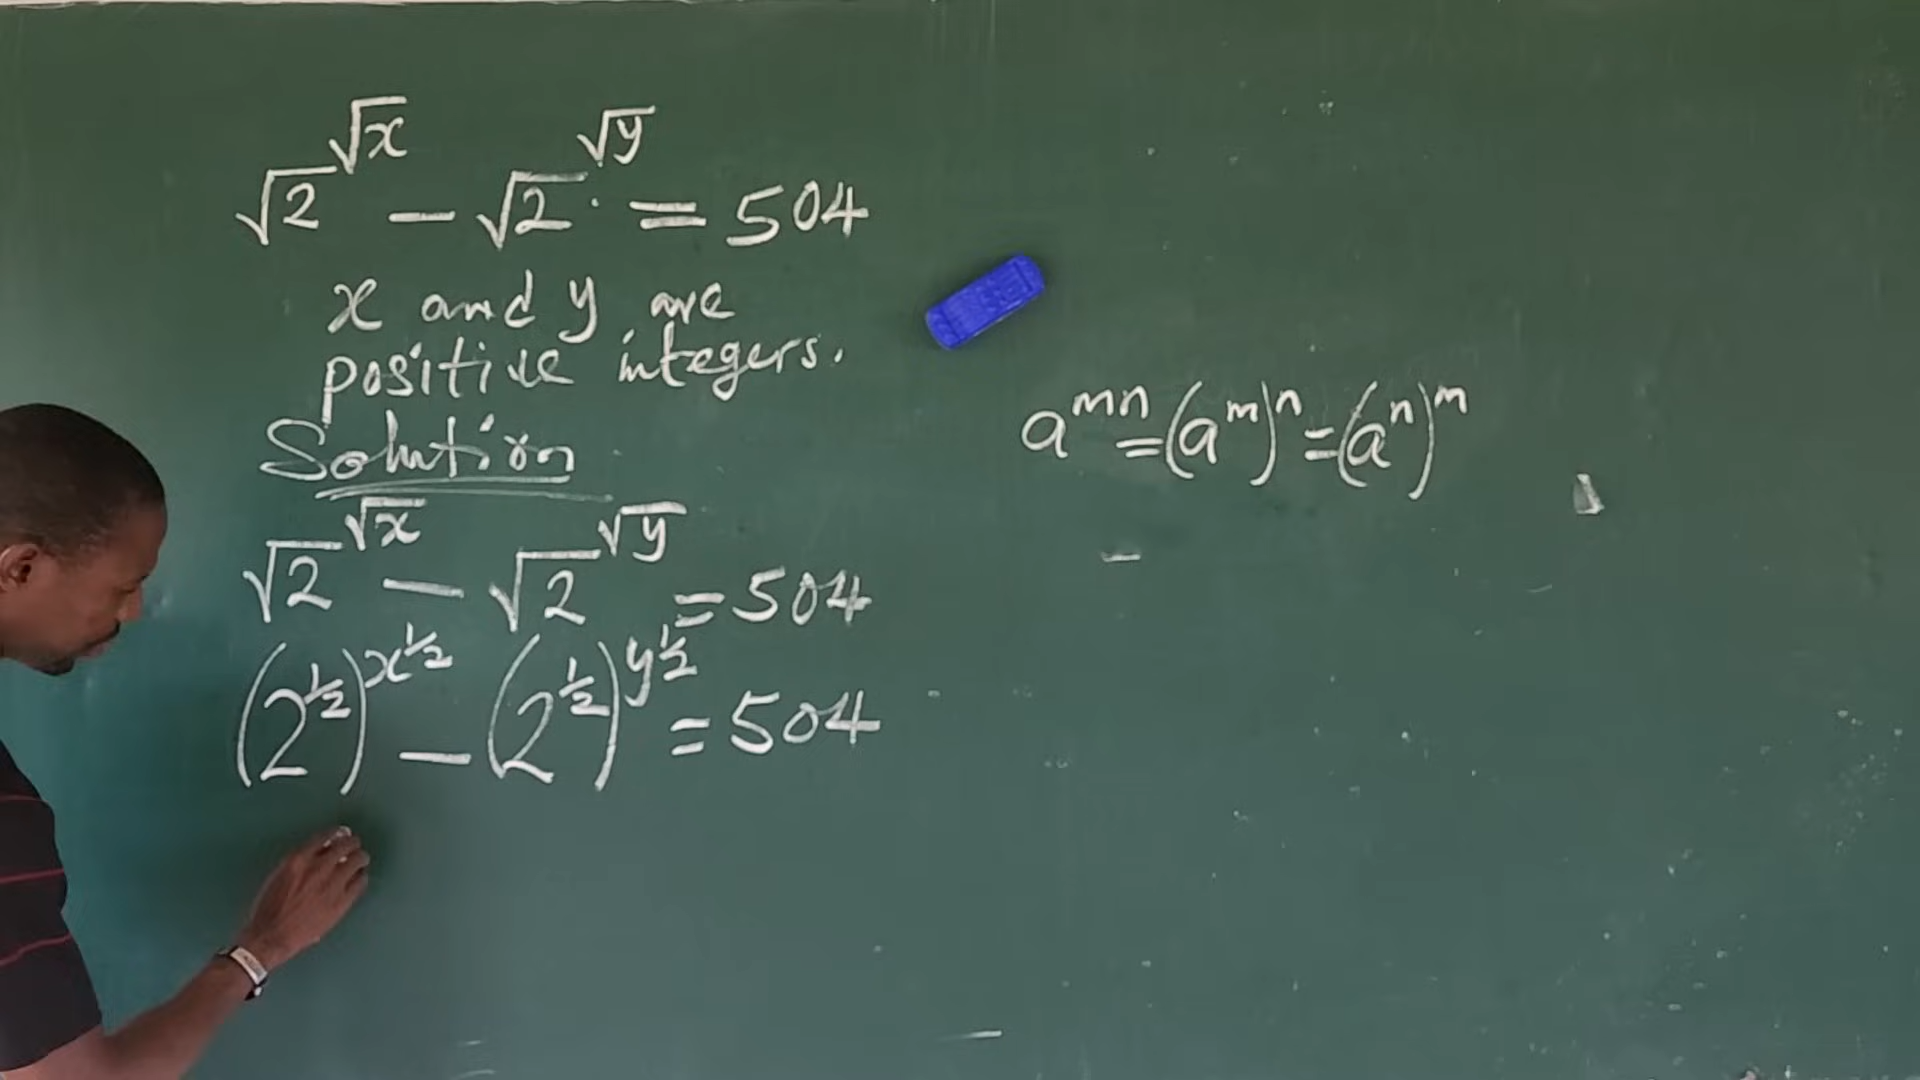 √2^√x − √2^√y = 504
x and y are
positive integers.
Solution
√2^√x − √2^√y = 504
(2^½)^x^½ − (2^½)^y^½ = 504
a^mn = (a^m)^n = (a^n)^m